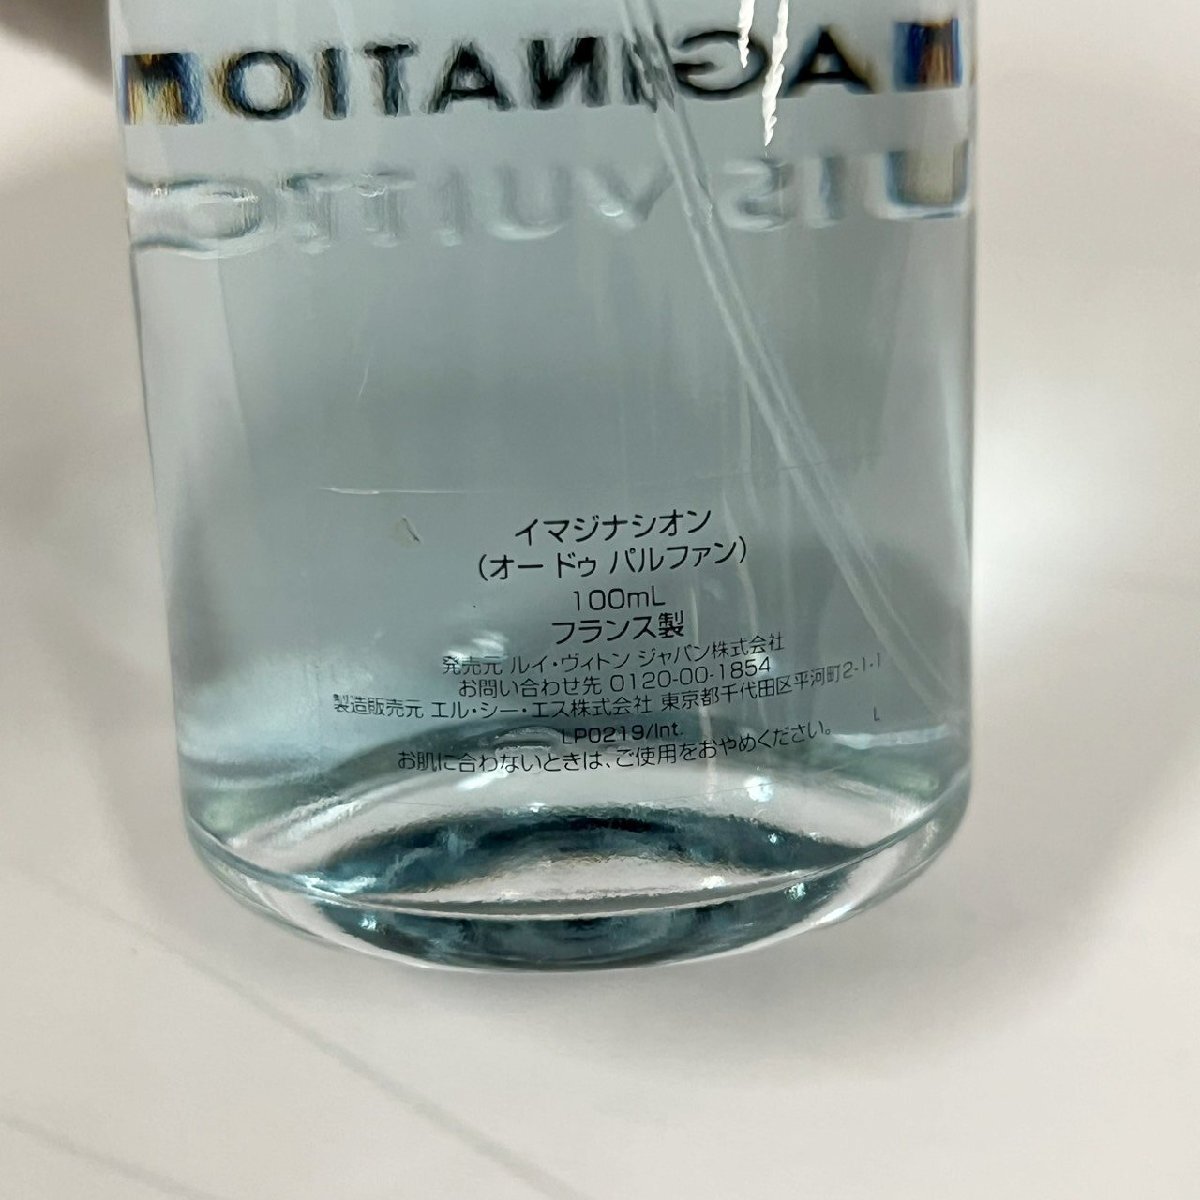 AGINATIO
UIS VUITTO
イマジナシオン
(オー ドゥ パルファン)
100mL
フランス製
発売元 ルイ・ヴィトン ジャパン株式会社
お問い合わせ先 0120-00-1854
製造販売元 エル・シー・エス株式会社 東京都千代田区平河町2-1-1
LP0219/Int. L
お肌に合わないときは、ご使用をおやめください。